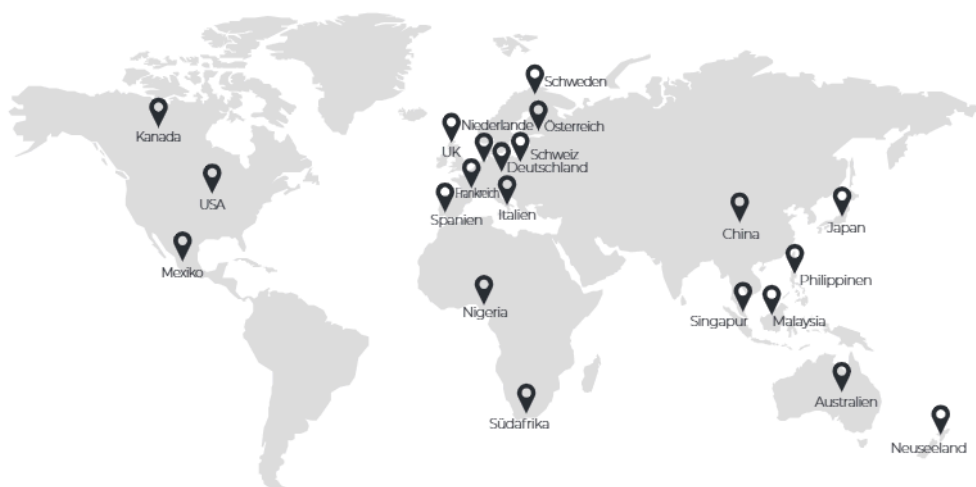 Schweden
Niederlande
Österreich
Kanada
UK
Schweiz
Deutschland
Frankreich
USA
Italien
Spanien
China
Japan
Mexiko
Philippinen
Nigeria
Singapur
Malaysia
Australien
Südafrika
Neuseeland